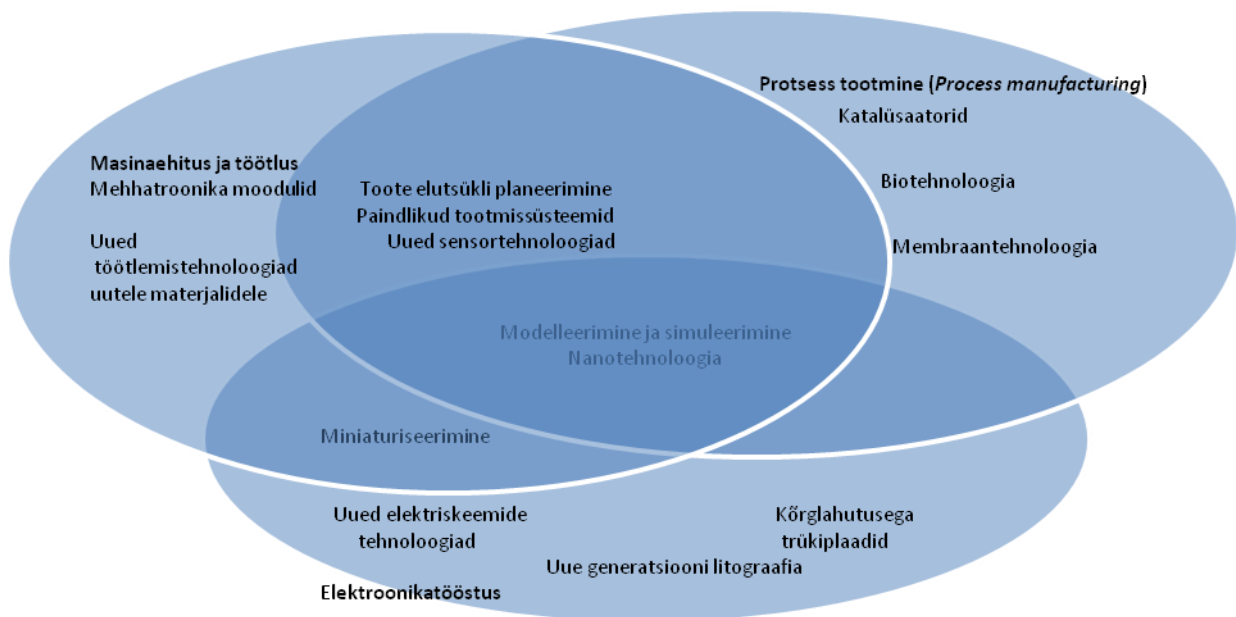 Protsess tootmine (Process manufacturing)
Katalüsaatorid
Biotehnoloogia
Membraantehnoloogia
Masinaehitus ja töötlus
Mehhatroonika moodulid
Uued
töötlemistehnoloogiad
uutele materjalidele
Toote elutsükli planeerimine
Paindlikud tootmissüsteemid
Uued sensortehnoloogiad
Modelleerimine ja simuleerimine
Nanotehnoloogia
Miniaturiseerimine
Uued elektriskeemide
tehnoloogiad
Kõrglahutusega
trükiplaadid
Uue generatsiooni litograafia
Elektroonikatööstus